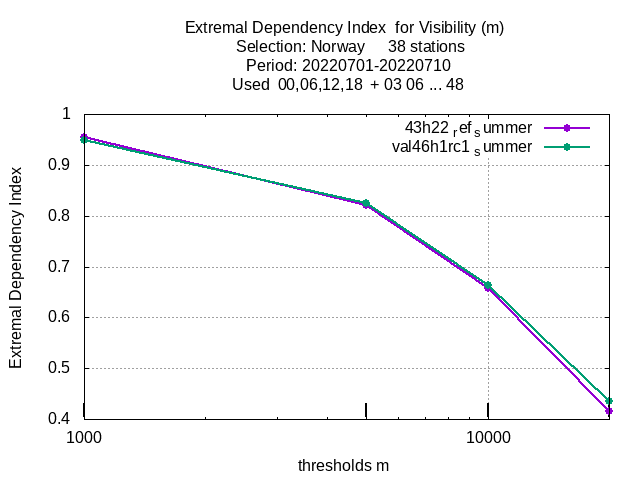 Extremal Dependency Index  for Visibility (m)
Selection: Norway     38 stations
Period: 20220701-20220710
Used  00,06,12,18  + 03 06 ... 48
43h22 ref summer
val46h1rc1 summer
1
0.9
0.8
0.7
0.6
0.5
0.4
Extremal Dependency Index
1000
10000
thresholds m